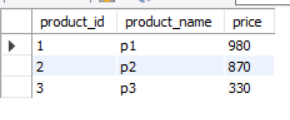 product_id product_name price
1 p1 980
2 p2 870
3 p3 330